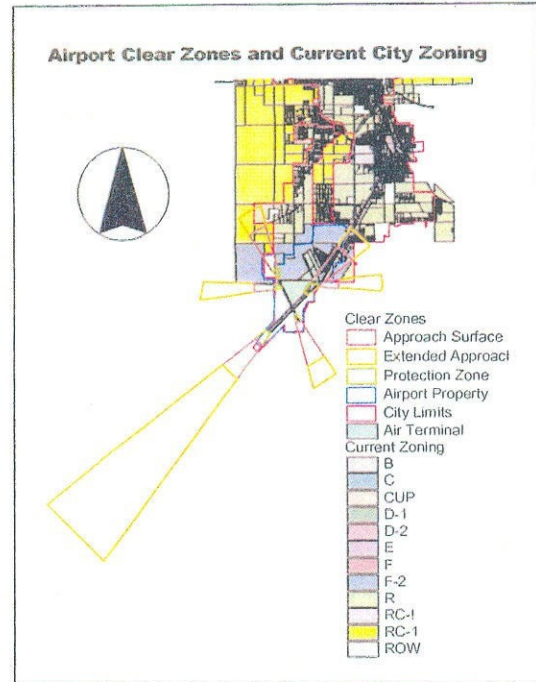 Airport Clear Zones and Current City Zoning
Clear Zones
Approach Surface
Extended Approacl
Protection Zone
Airport Property
City Limits
Air Terminal
Current Zoning
B
C
CUP
D-1
D-2
E
F
F-2
R
RC-!
RC-1
ROW